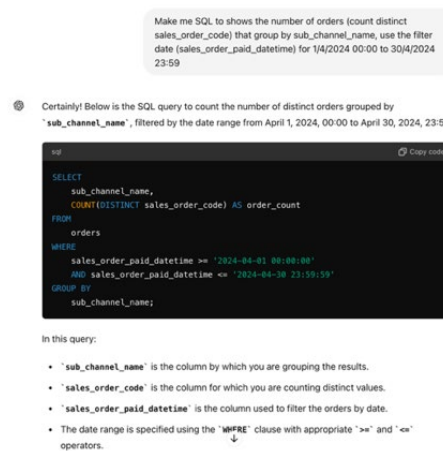 Make me SQL to shows the number of orders (count distinct
sales_order_code) that group by sub_channel_name, use the filter
date (sales_order_paid_datetime) for 1/4/2024 00:00 to 30/4/2024
23:59
Certainly! Below is the SQL query to count the number of distinct orders grouped by
`sub_channel_name`, filtered by the date range from April 1, 2024, 00:00 to April 30, 2024, 23:5
sql
Copy code
SELECT
sub_channel_name,
COUNT(DISTINCT sales_order_code) AS order_count
FROM
orders
WHERE
sales_order_paid_datetime >= '2024-04-01 00:00:00'
AND sales_order_paid_datetime <= '2024-04-30 23:59:59'
GROUP BY
sub_channel_name;
In this query:
• `sub_channel_name` is the column by which you are grouping the results.
• `sales_order_code` is the column for which you are counting distinct values.
• `sales_order_paid_datetime` is the column used to filter the orders by date.
• The date range is specified using the `WHERE` clause with appropriate `>=` and `<=`
operators.